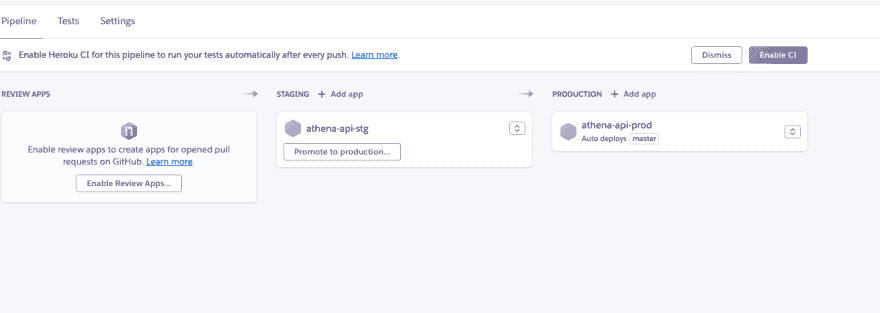 Pipeline Tests Settings
Enable Heroku CI for this pipeline to run your tests automatically after every push. Learn more. Dismiss Enable CI
REVIEW APPS STAGING + Add app PRODUCTION + Add app
Enable review apps to create apps for opened pull
requests on GitHub. Learn more.
Enable Review Apps...
athena-api-stg
Promote to production...
athena-api-prod
Auto deploys master